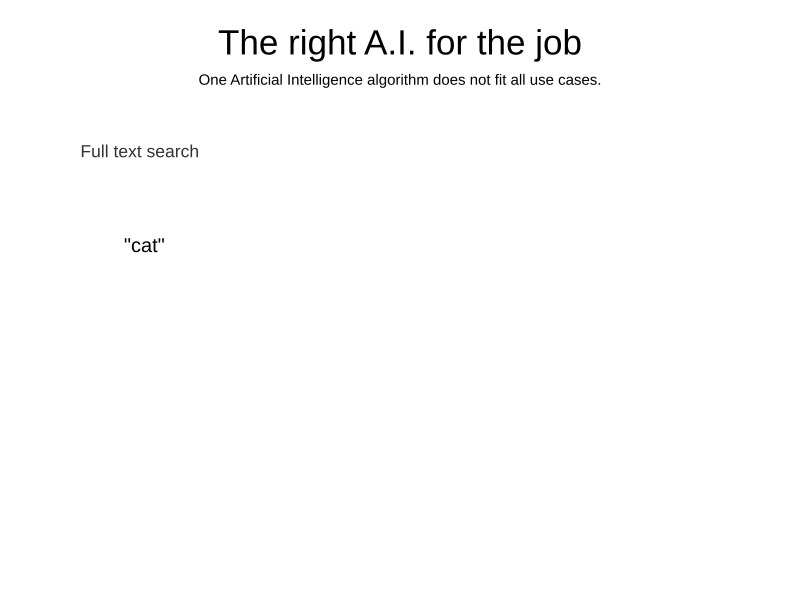 The right A.I. for the job
One Artificial Intelligence algorithm does not fit all use cases.
Full text search
"cat"